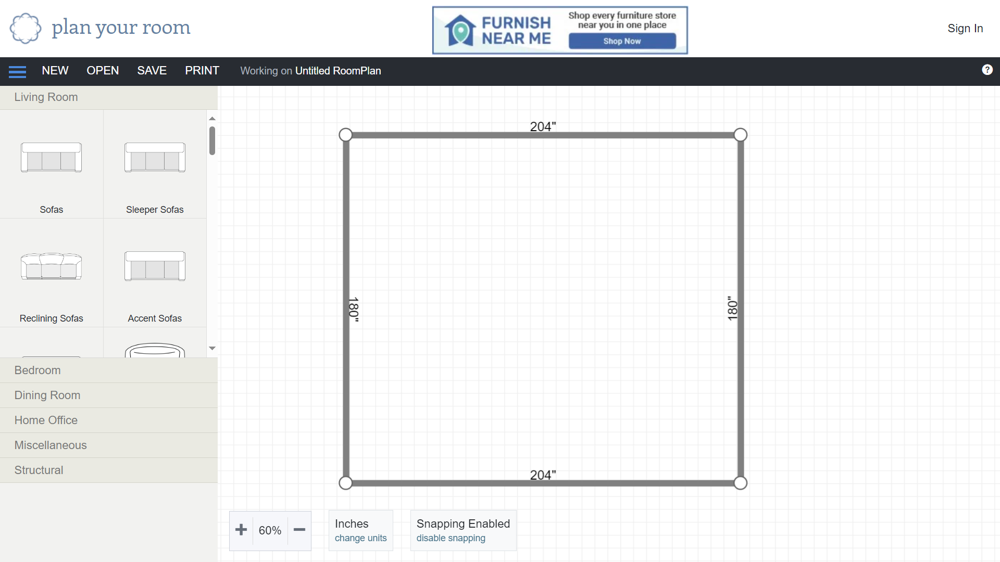 plan your room
FURNISH
NEAR ME
Shop every furniture store
near you in one place
Shop Now
Sign In
NEW
OPEN
SAVE
PRINT
Working on Untitled RoomPlan
?
Living Room
Sofas
Sleeper Sofas
Reclining Sofas
Accent Sofas
Bedroom
Dining Room
Home Office
Miscellaneous
Structural
204"
180"
180"
204"
60%
Inches
change units
Snapping Enabled
disable snapping